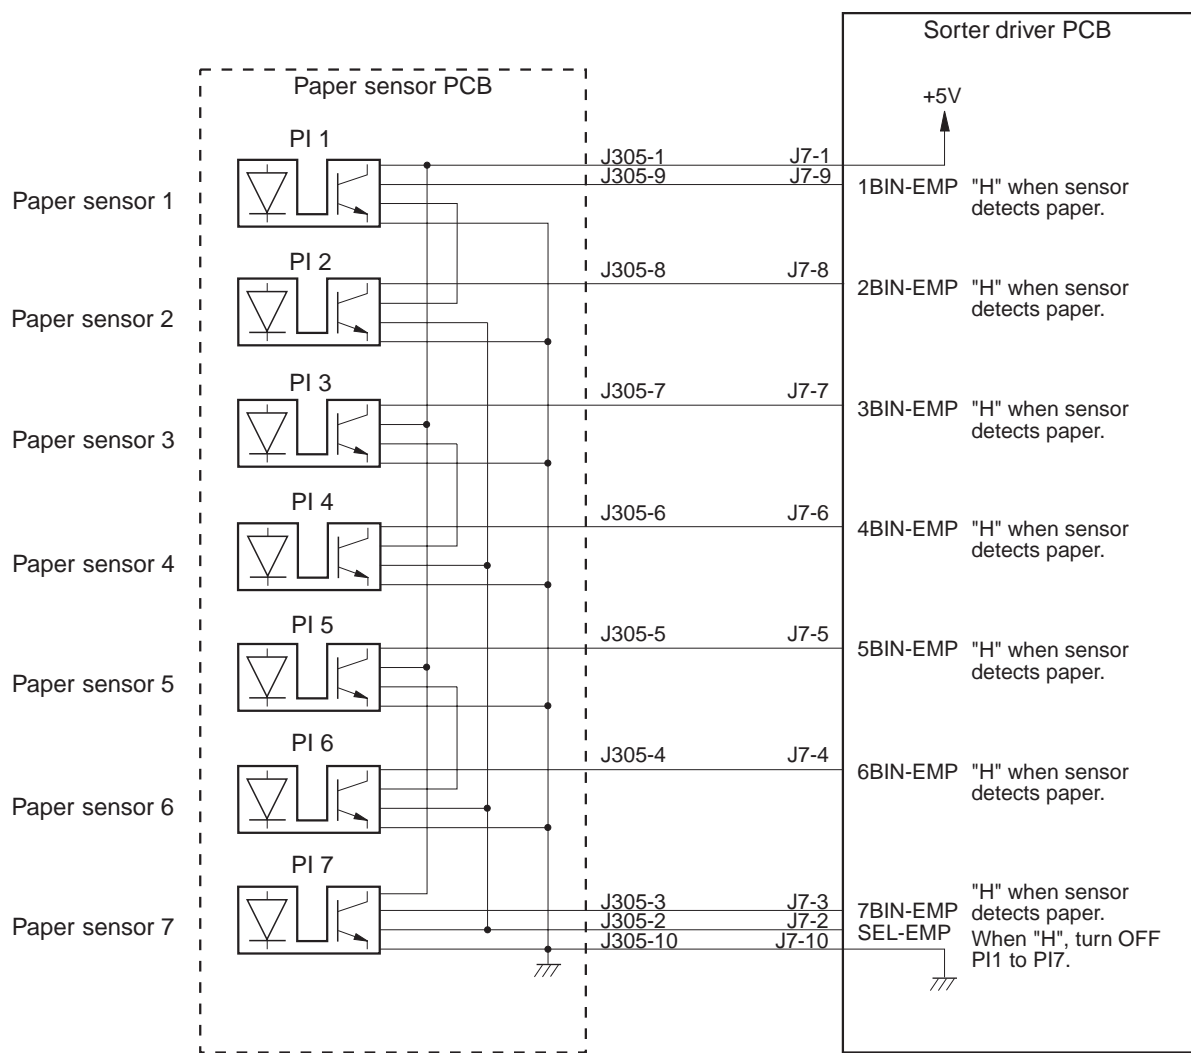 Sorter driver PCB
Paper sensor PCB
+5V
PI 1
J305-1
J7-1
J305-9
J7-9
Paper sensor 1
1BIN-EMP "H" when sensor
detects paper.
PI 2
J305-8
J7-8
2BIN-EMP "H" when sensor
detects paper.
Paper sensor 2
PI 3
J305-7
J7-7
3BIN-EMP "H" when sensor
detects paper.
Paper sensor 3
PI 4
J305-6
J7-6
4BIN-EMP "H" when sensor
detects paper.
Paper sensor 4
PI 5
J305-5
J7-5
5BIN-EMP "H" when sensor
detects paper.
Paper sensor 5
PI 6
J305-4
J7-4
6BIN-EMP "H" when sensor
detects paper.
Paper sensor 6
PI 7
J305-3
J7-3
7BIN-EMP "H" when sensor
detects paper.
Paper sensor 7
J305-2
J7-2
SEL-EMP When "H", turn OFF
PI1 to PI7.
J305-10
J7-10